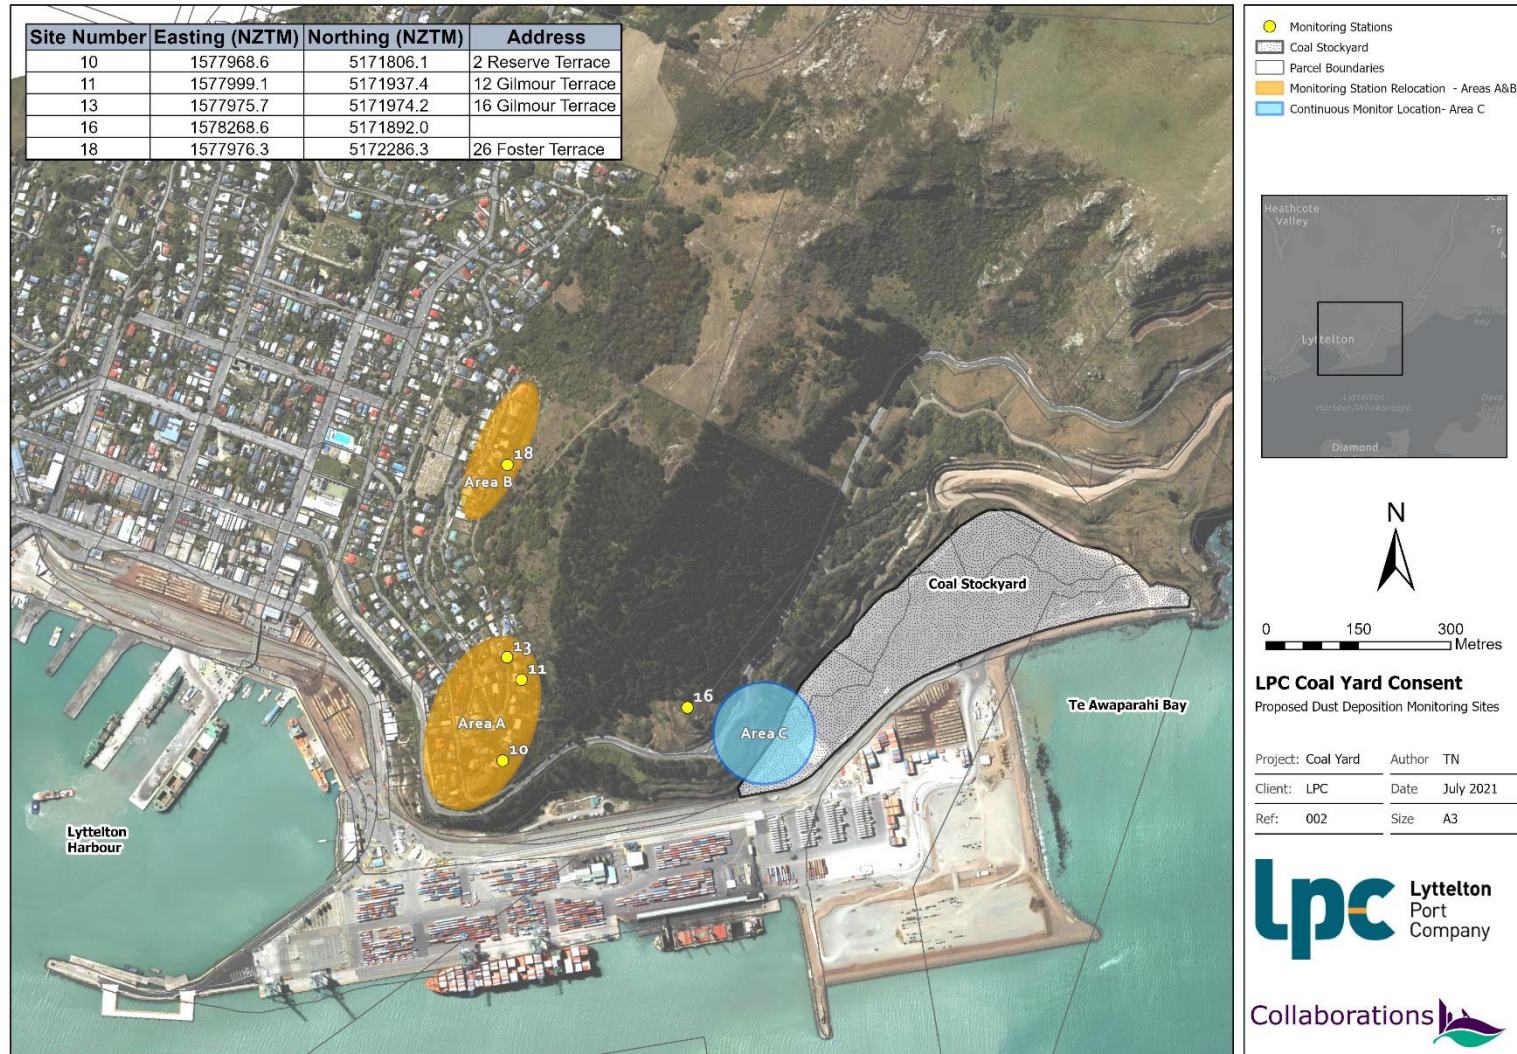 Site Number Easting (NZTM) Northing (NZTM) Address
10 1577968.6 5171806.1 2 Reserve Terrace
11 1577999.1 5171937.4 12 Gilmour Terrace
13 1577975.7 5171974.2 16 Gilmour Terrace
16 1578268.6 5171892.0
18 1577976.3 5172286.3 26 Foster Terrace
18
Area B
13
11
Area A
10
16
Area C
Coal Stockyard
Te Awaparahi Bay
Lyttelton
Harbour
Monitoring Stations
Coal Stockyard
Parcel Boundaries
Monitoring Station Relocation - Areas A&B
Continuous Monitor Location- Area C
Heathcote
Valley
Lyttelton
Bay
Lyttelton
Harbour/Whakaraupō
Diamond
N
0 150 300
Metres
LPC Coal Yard Consent
Proposed Dust Deposition Monitoring Sites
Project: Coal Yard Author TN
Client: LPC Date July 2021
Ref: 002 Size A3
lpc Lyttelton
Port
Company
Collaborations